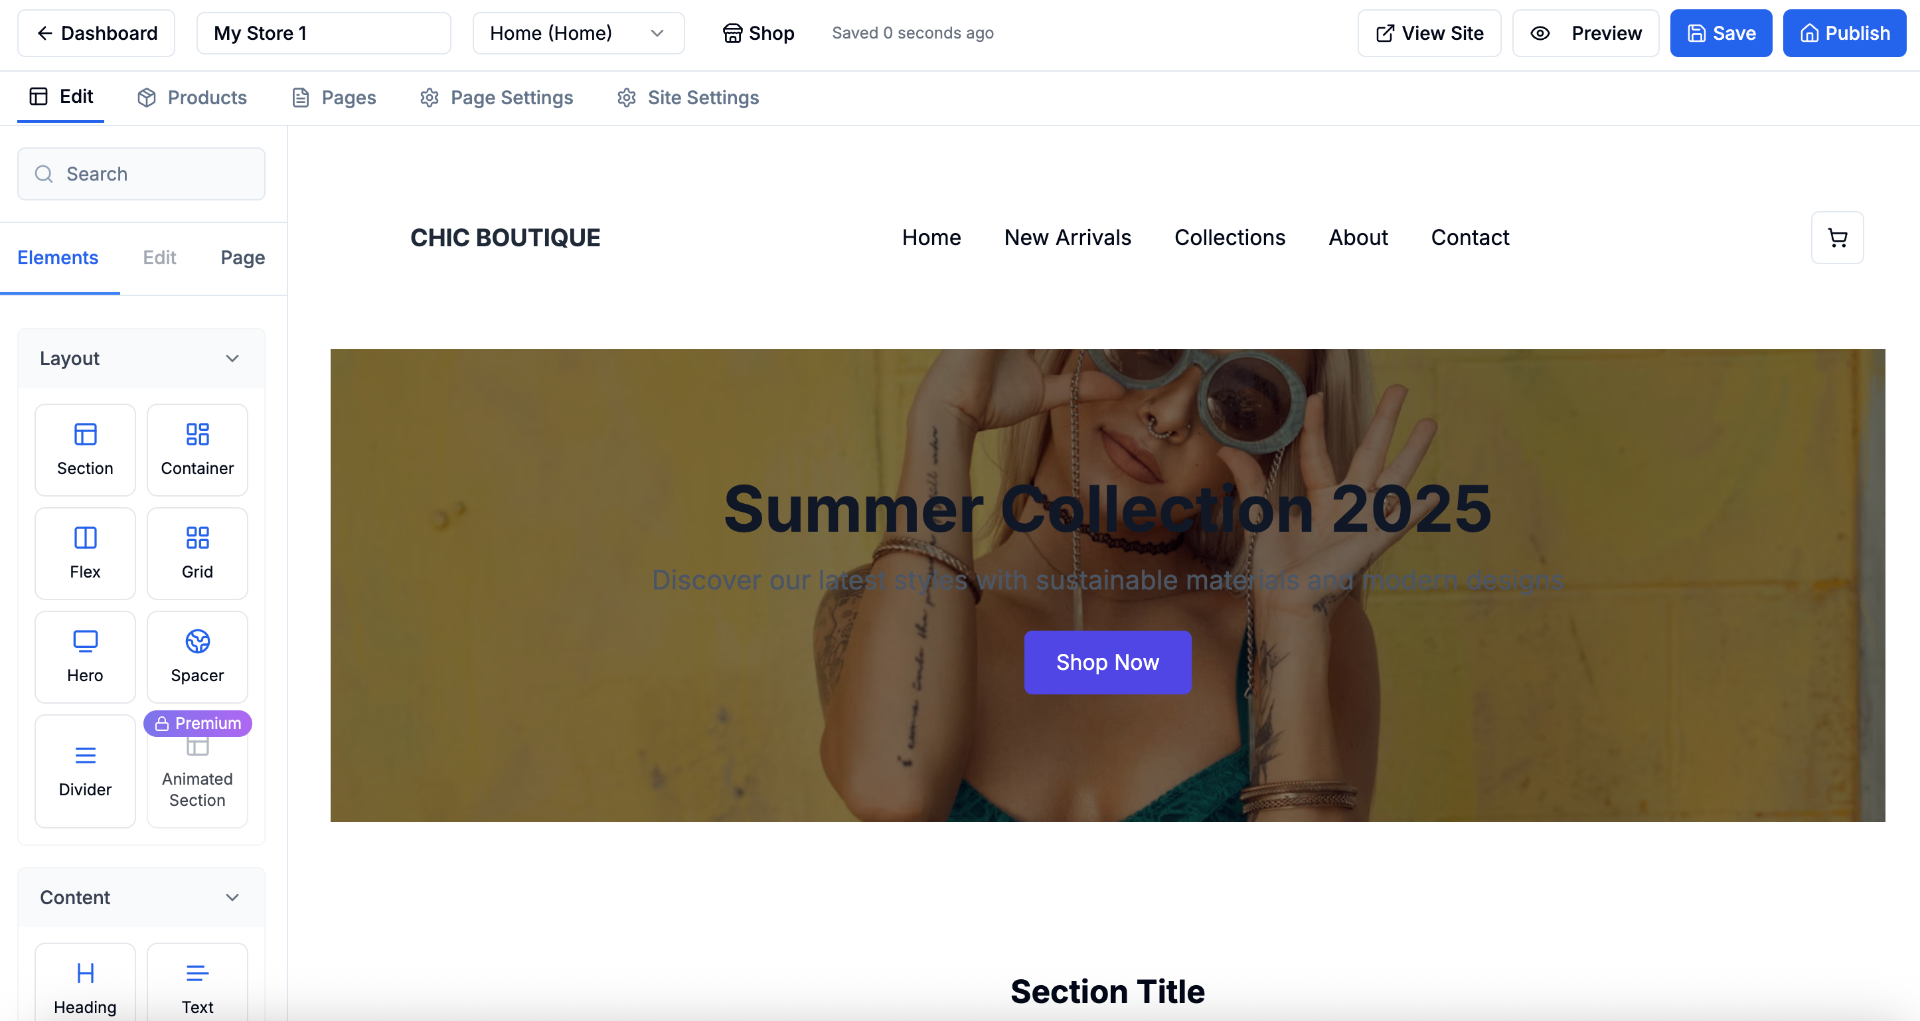 Dashboard
My Store 1
Home (Home)
Shop
Saved 0 seconds ago
View Site
Preview
Save
Publish
Edit
Products
Pages
Page Settings
Site Settings
Search
Elements
Edit
Page
Layout
Section
Container
Flex
Grid
Hero
Spacer
Divider
Premium
Animated
Section
Content
Heading
Text
CHIC BOUTIQUE
Home
New Arrivals
Collections
About
Contact
Summer Collection 2025
Discover our latest styles with sustainable materials and modern designs
Shop Now
Section Title